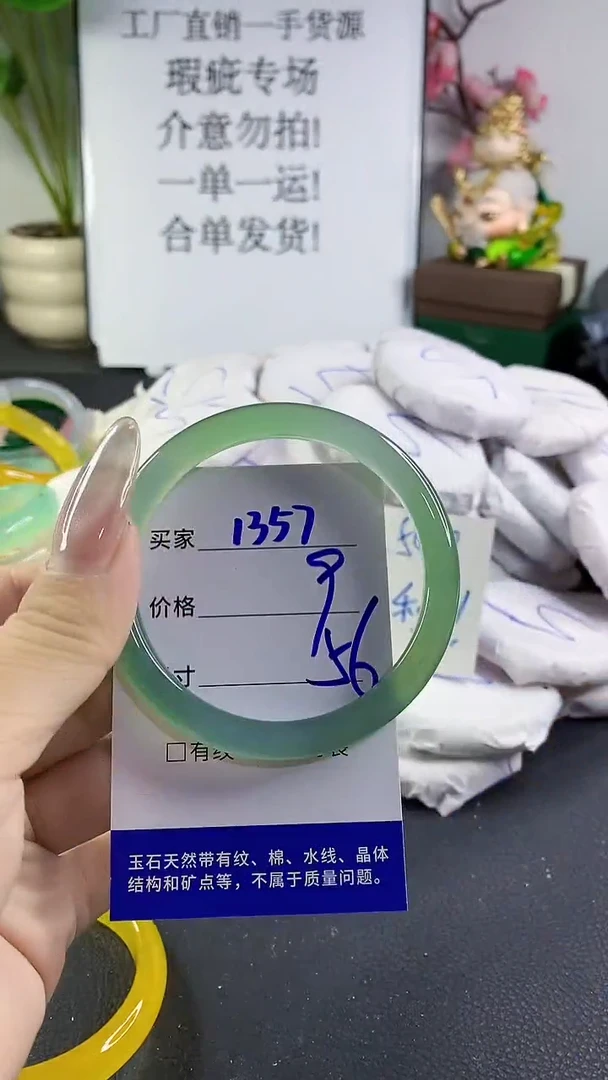 工厂直销一手货源
瑕疵专场
介意勿拍!
一单一运!
合单发货!
买家 1357
价格 9
寸 56
□有纹
玉石天然带有纹、棉、水线、晶体
结构和矿点等，不属于质量问题。